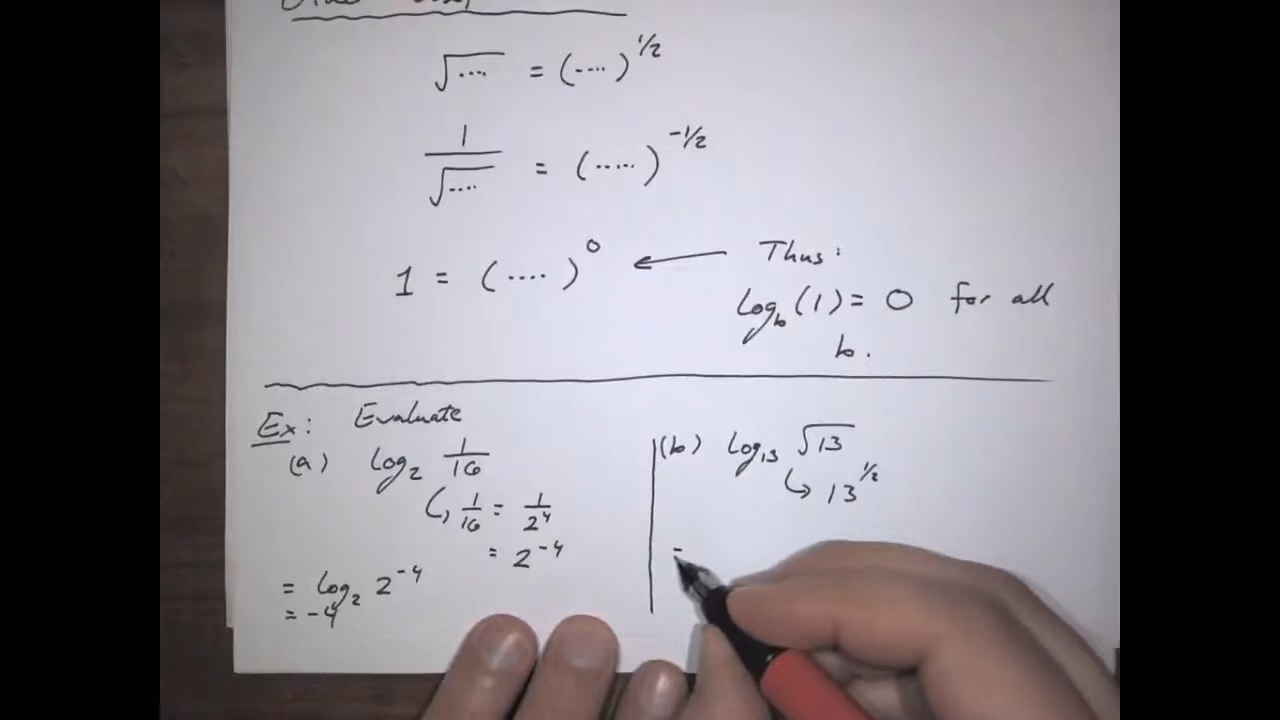 √.... = (....)^1/2
1/√.... = (.....)^-1/2
1 = (....)^0 ← Thus:
log_b (1) = 0 for all
b.
Ex: Evaluate
(a) log_2 1/16
↳ 1/16 = 1/2^4
= 2^-4
= log_2 2^-4
= -4
(b) log_13 √13
↳ 13^1/2
=